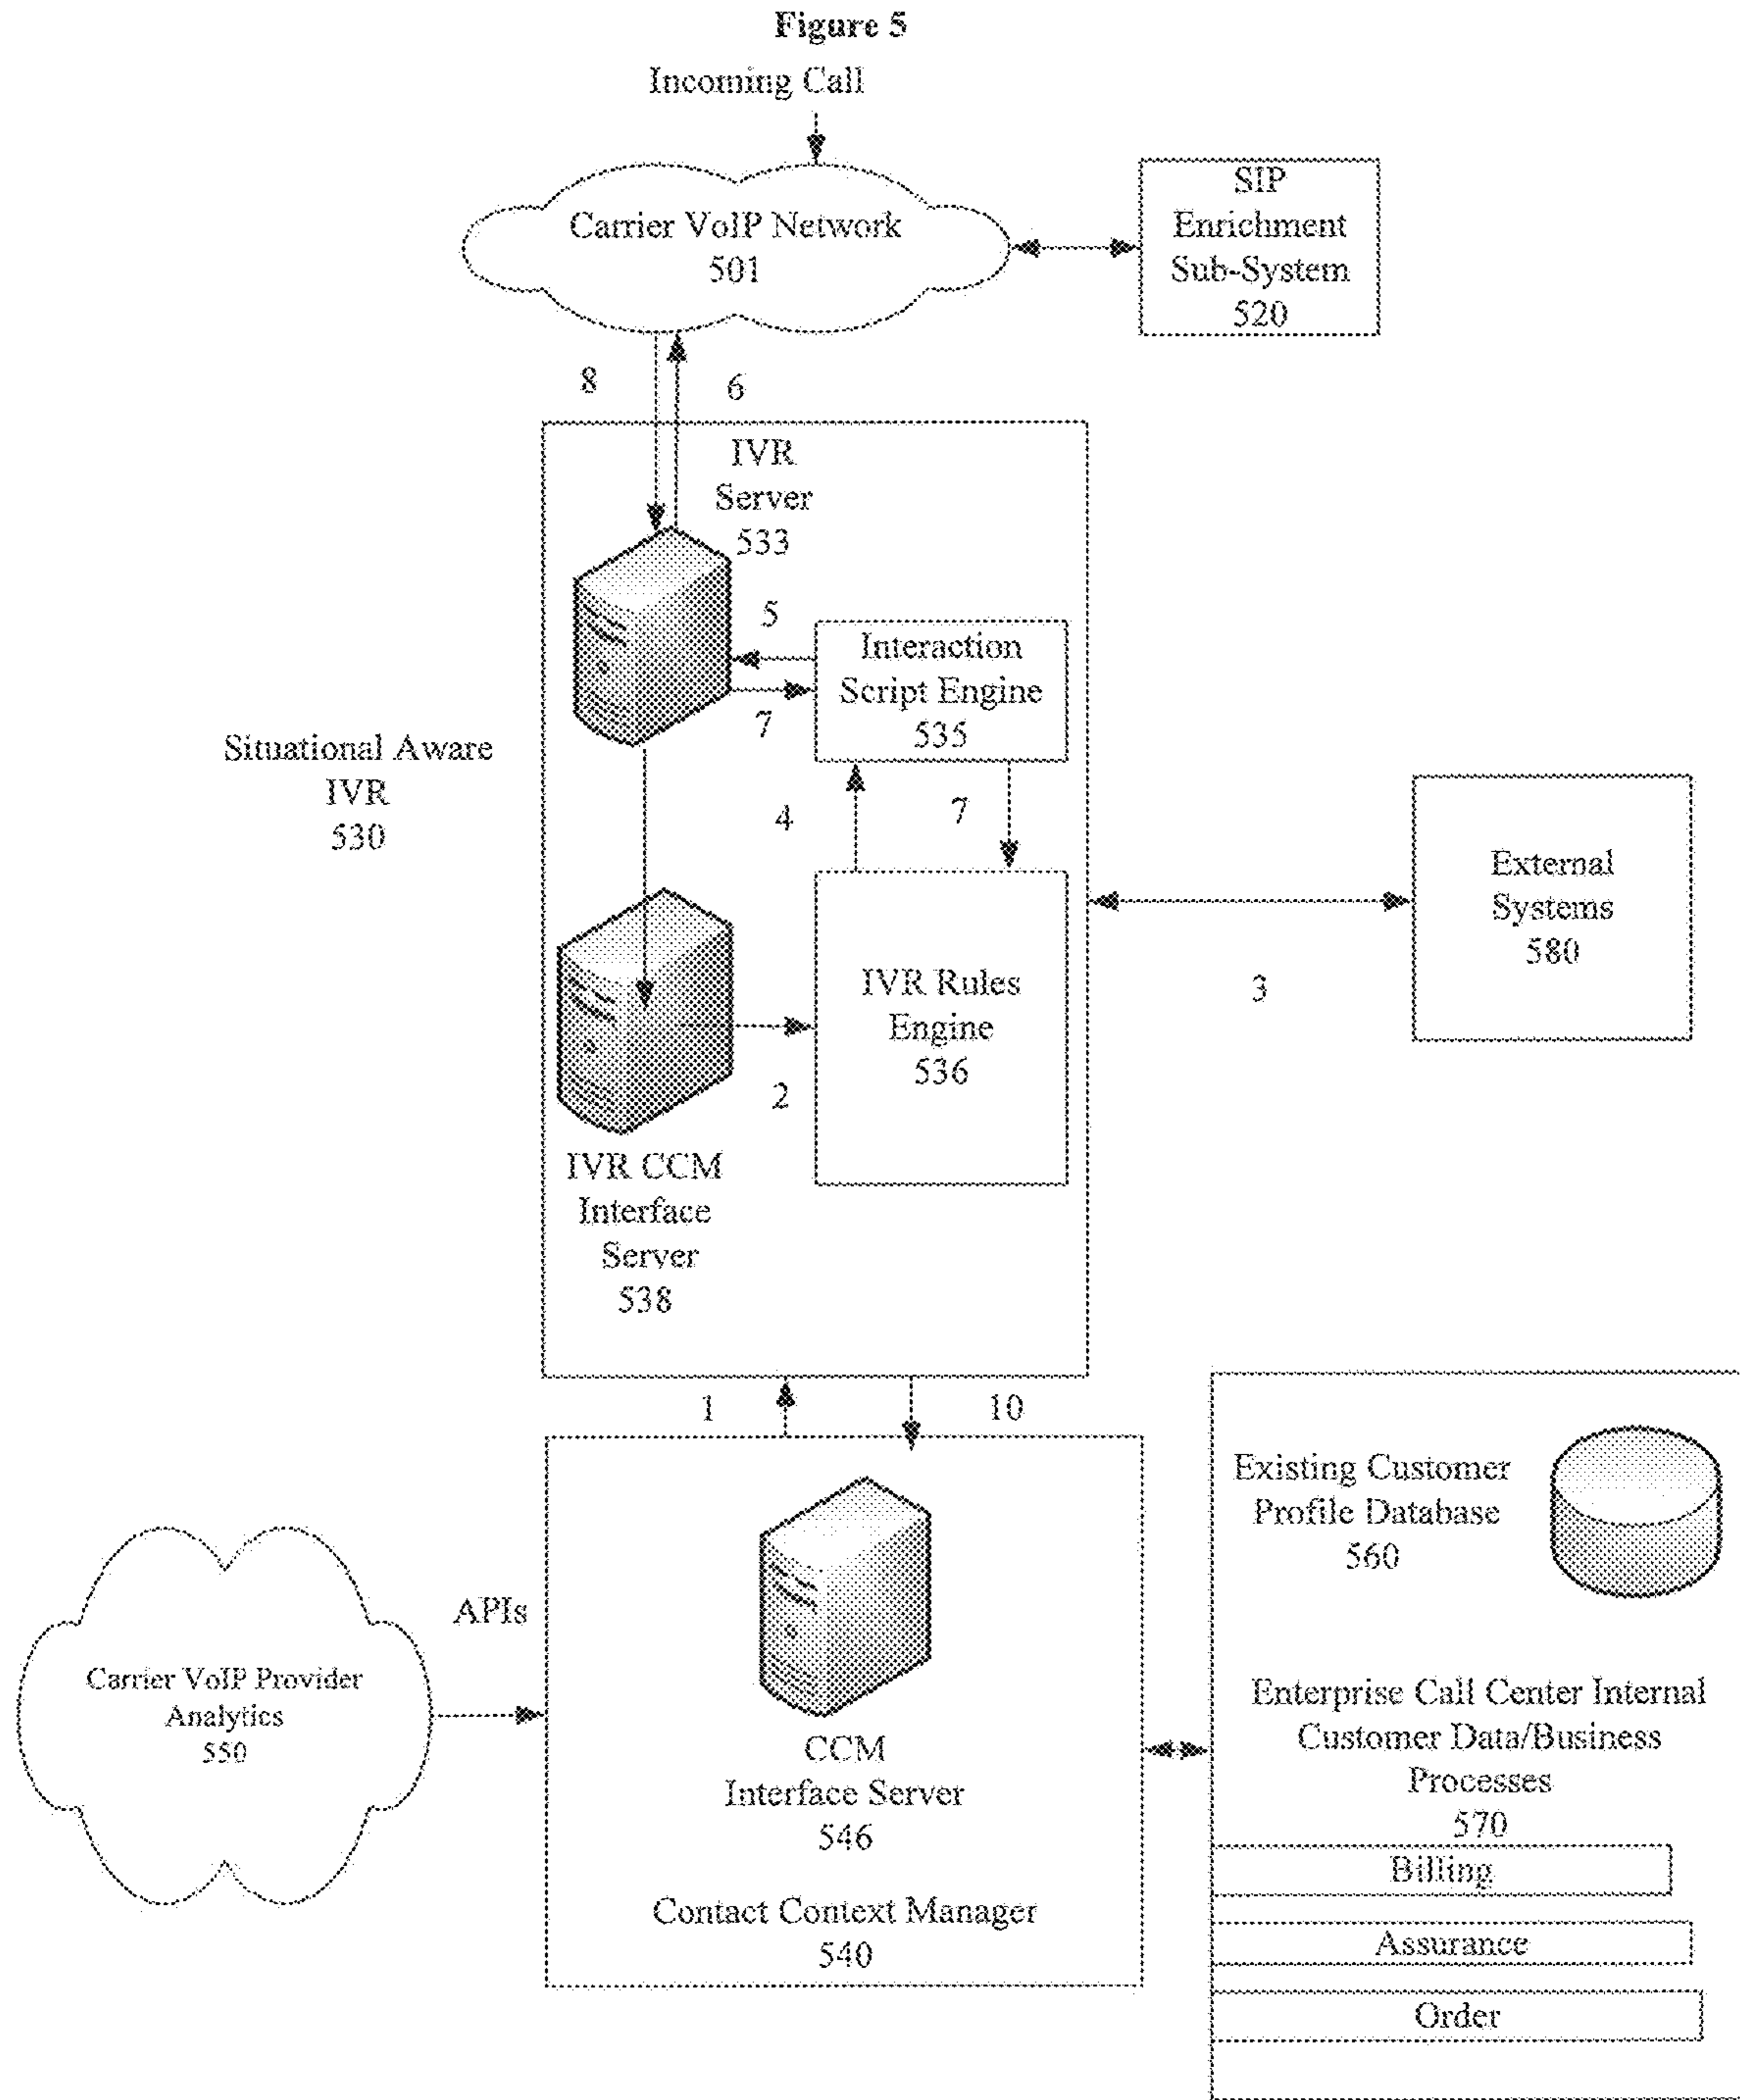 Figure 5
Incoming Call
Carrier VoIP Network
501
SIP
Enrichment
Sub-System
520
8
6
IVR
Server
533
5
7
Interaction
Script Engine
535
Situational Aware
IVR
530
4
7
External
Systems
580
3
IVR Rules
Engine
536
2
IVR CCM
Interface
Server
538
1
10
Existing Customer
Profile Database
560
APIs
Carrier VoIP Provider
Analytics
550
CCM
Interface Server
546
Contact Context Manager
540
Enterprise Call Center Internal
Customer Data/Business
Processes
570
Billing
Assurance
Order